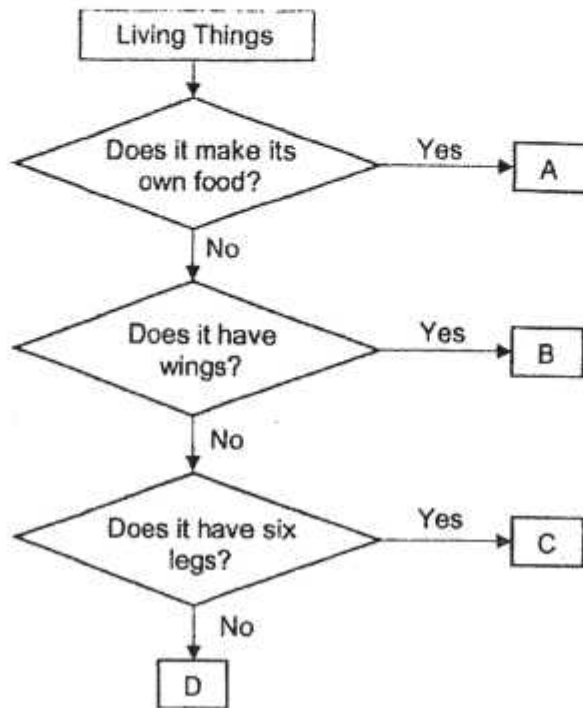 Living Things
Does it make its
own food?
Yes
A
No
Does it have
wings?
Yes
B
No
Does it have six
legs?
Yes
C
No
D